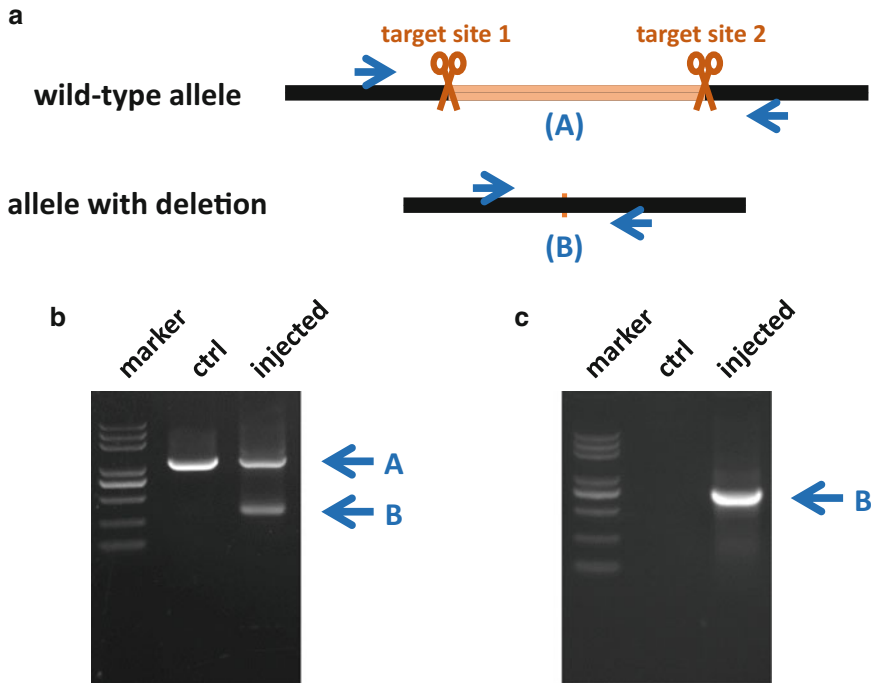 a
target site 1
target site 2
wild-type allele
(A)
allele with deletion
(B)
b
marker
ctrl
injected
A
B
c
marker
ctrl
injected
B